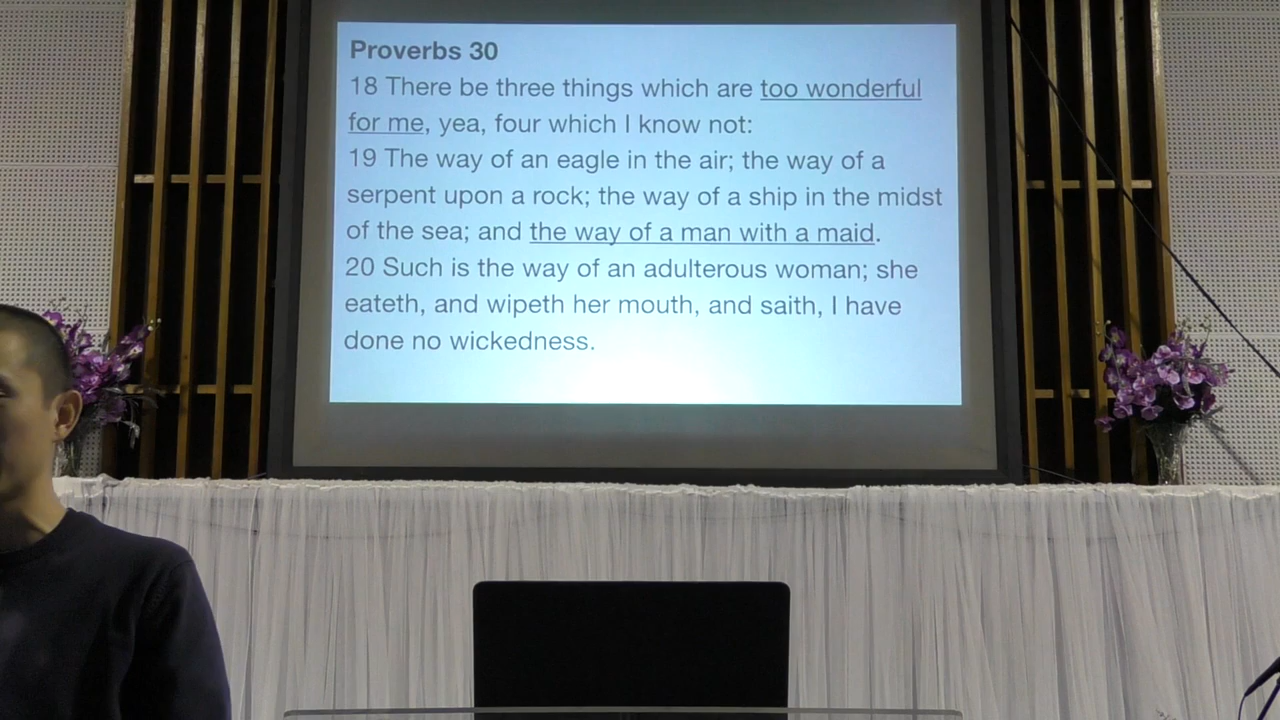 Proverbs 30
18 There be three things which are too wonderful
for me, yea, four which I know not:
19 The way of an eagle in the air; the way of a
serpent upon a rock; the way of a ship in the midst
of the sea; and the way of a man with a maid.
20 Such is the way of an adulterous woman; she
eateth, and wipeth her mouth, and saith, I have
done no wickedness.